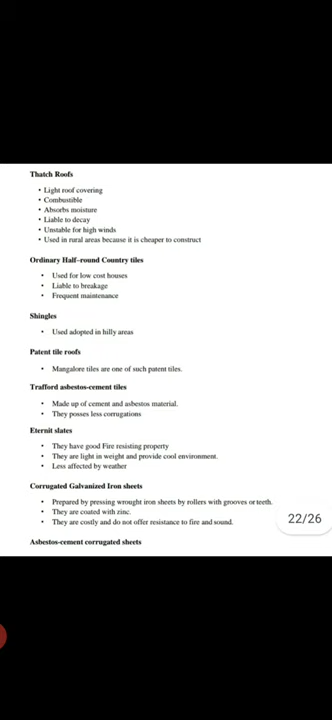 Thatch Roofs
• Light roof covering
• Combustible
• Absorbs moisture
• Liable to decay
• Unstable for high winds
• Used in rural areas because it is cheaper to construct
Ordinary Half–round Country tiles
• Used for low cost houses
• Liable to breakage
• Frequent maintenance
Shingles
• Used adopted in hilly areas
Patent tile roofs
• Mangalore tiles are one of such patent tiles.
Trafford asbestos-cement tiles
• Made up of cement and asbestos material.
• They posses less corrugations
Eternit slates
• They have good Fire resisting property
• They are light in weight and provide cool environment.
• Less affected by weather
Corrugated Galvanized Iron sheets
• Prepared by pressing wrought iron sheets by rollers with grooves or teeth.
• They are coated with zinc.
• They are costly and do not offer resistance to fire and sound.
22/26
Asbestos-cement corrugated sheets